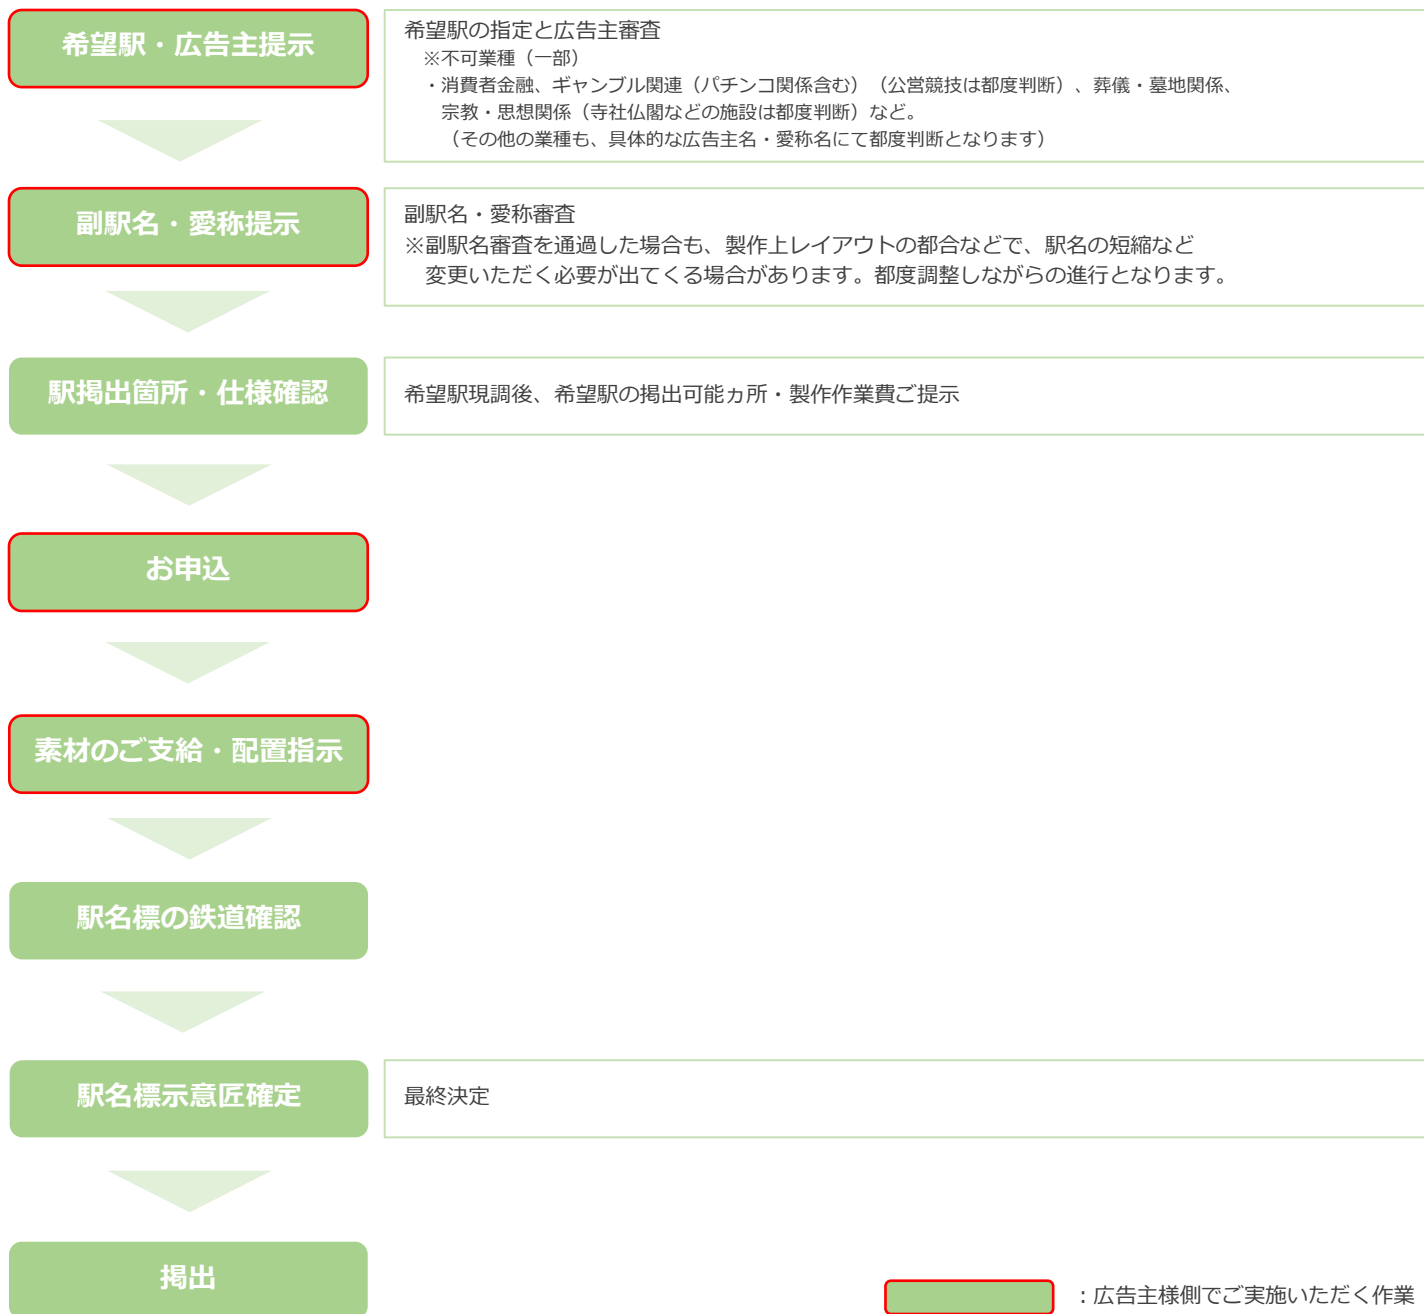 希望駅・広告主提示
希望駅の指定と広告主審査
※不可業種（一部）
・消費者金融、ギャンブル関連（パチンコ関係含む）（公営競技は都度判断）、葬儀・墓地関係、
宗教・思想関係（寺社仏閣などの施設は都度判断）など。
（その他の業種も、具体的な広告主名・愛称名にて都度判断となります）
副駅名・愛称提示
副駅名・愛称審査
※副駅名審査を通過した場合も、製作上レイアウトの都合などで、駅名の短縮など
変更いただく必要が出てくる場合があります。都度調整しながらの進行となります。
駅掲出箇所・仕様確認
希望駅現調後、希望駅の掲出可能ヵ所・製作作業費ご提示
お申込
素材のご支給・配置指示
駅名標の鉄道確認
駅名標示意匠確定
最終決定
掲出
：広告主様側でご実施いただく作業